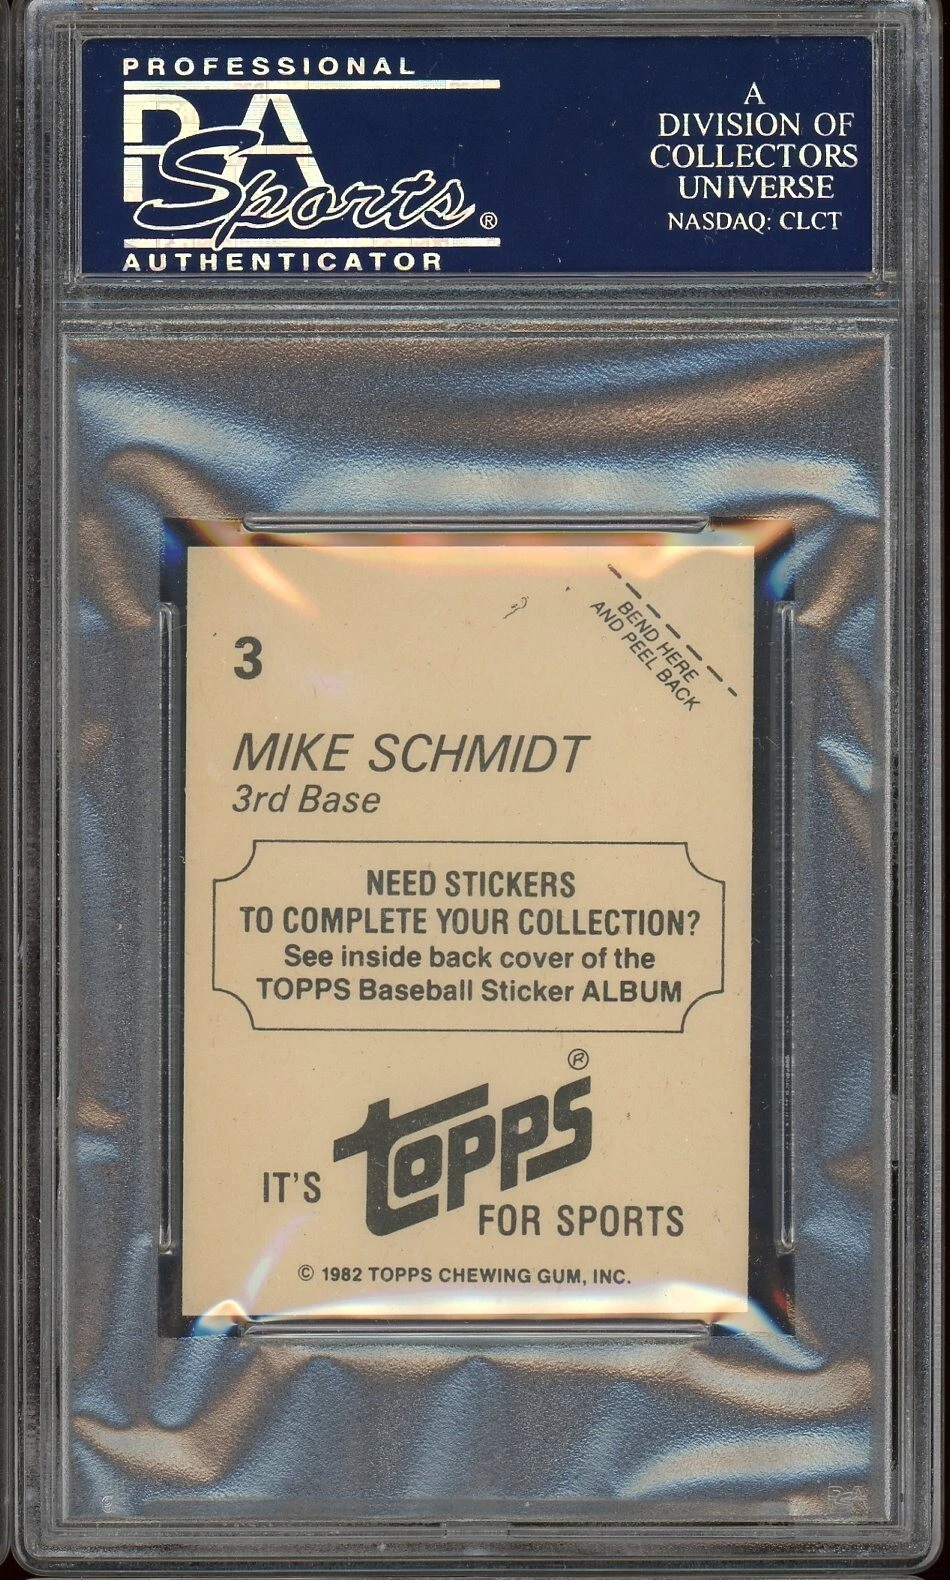 PROFESSIONAL
PSA
Sports®
AUTHENTICATOR
A
DIVISION OF
COLLECTORS
UNIVERSE
NASDAQ: CLCT
3
BEND HERE
AND PEEL BACK
MIKE SCHMIDT
3rd Base
NEED STICKERS
TO COMPLETE YOUR COLLECTION?
See inside back cover of the
TOPPS Baseball Sticker ALBUM
IT'S topps® FOR SPORTS
© 1982 TOPPS CHEWING GUM, INC.
PSA